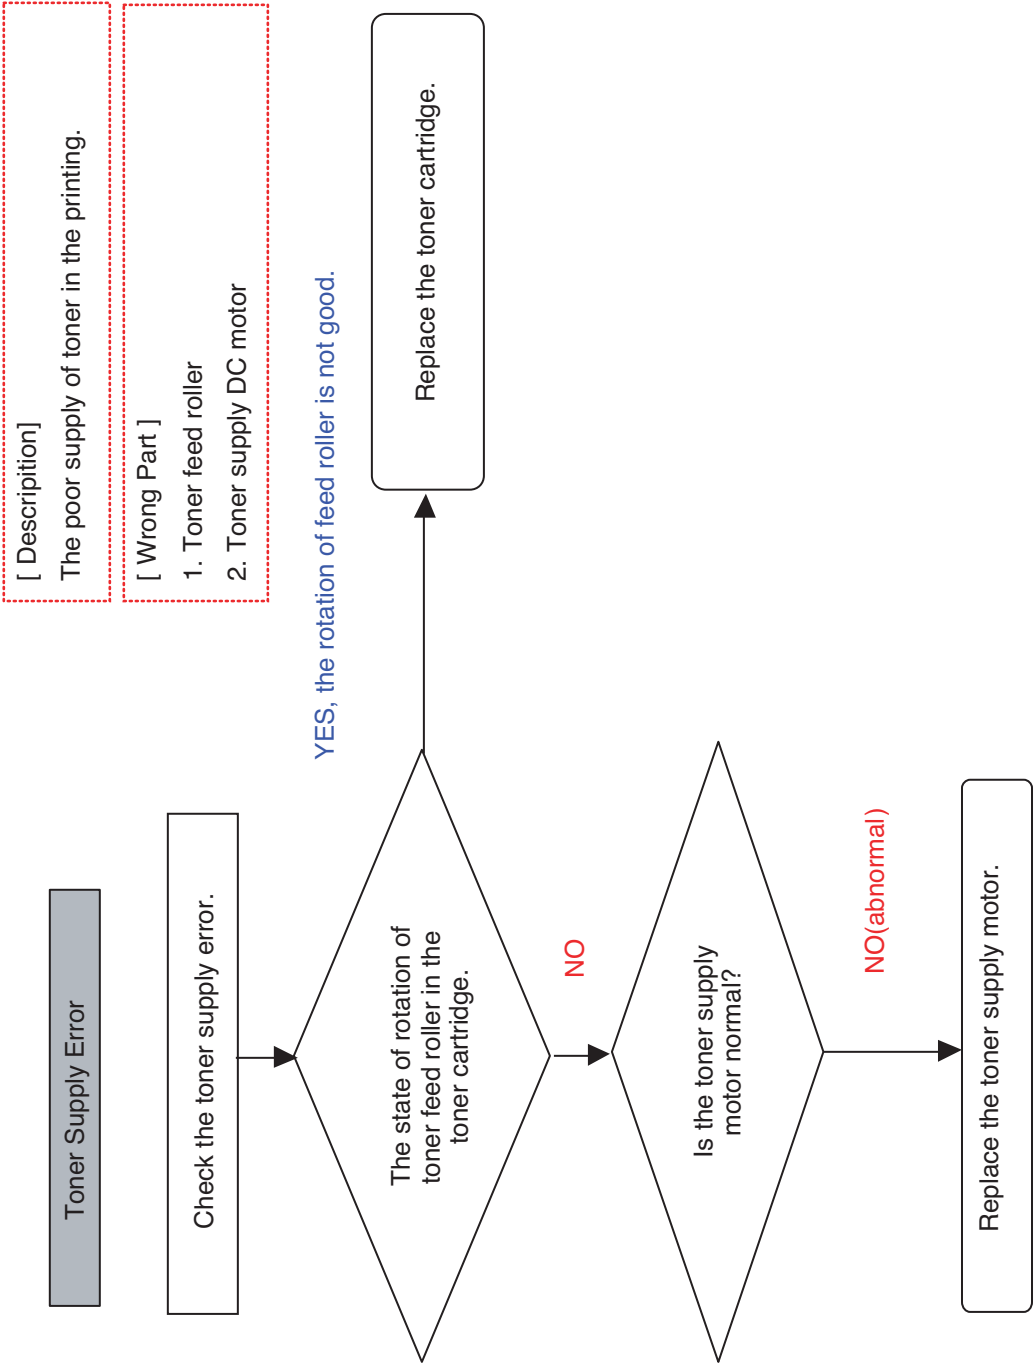 Toner Supply Error
[ Descripition]
The poor supply of toner in the printing.
[ Wrong Part ]
1. Toner feed roller
2. Toner supply DC motor
Check the toner supply error.
YES, the rotation of feed roller is not good.
The state of rotation of
toner feed roller in the
toner cartridge.
Replace the toner cartridge.
NO
Is the toner supply
motor normal?
NO(abnormal)
Replace the toner supply motor.